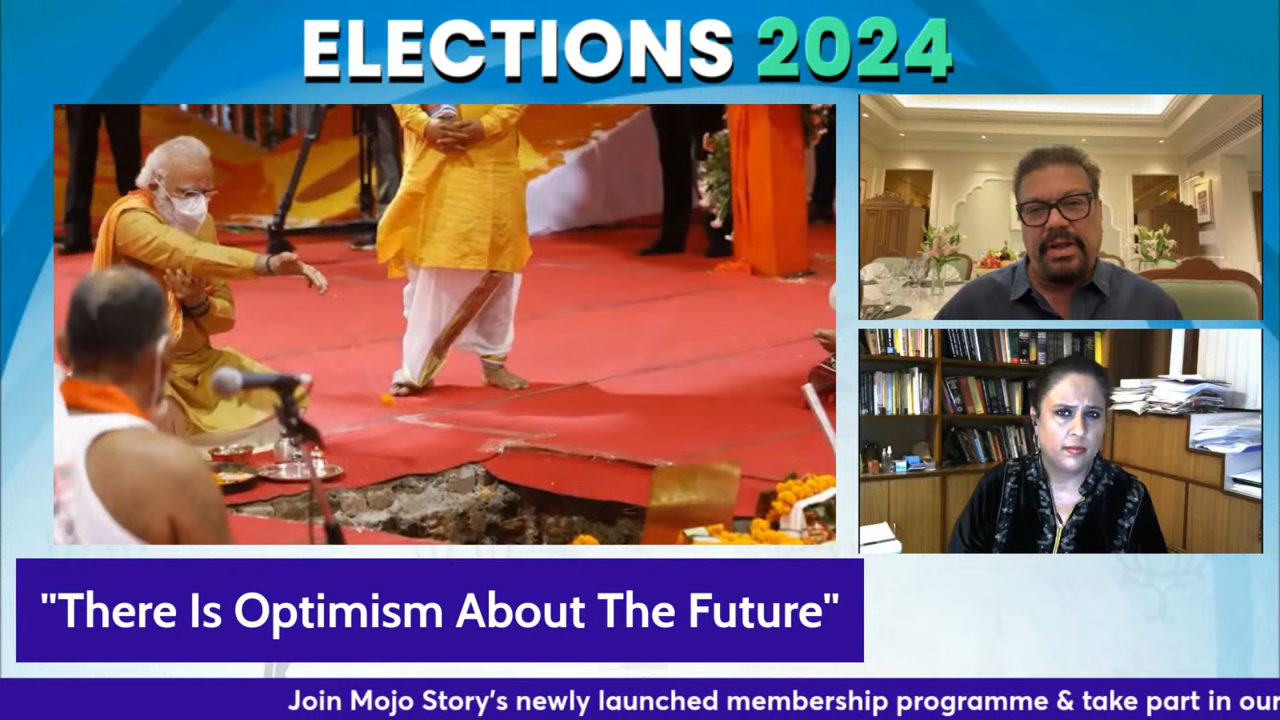 ELECTIONS 2024
"There Is Optimism About The Future"
Join Mojo Story's newly launched membership programme & take part in our